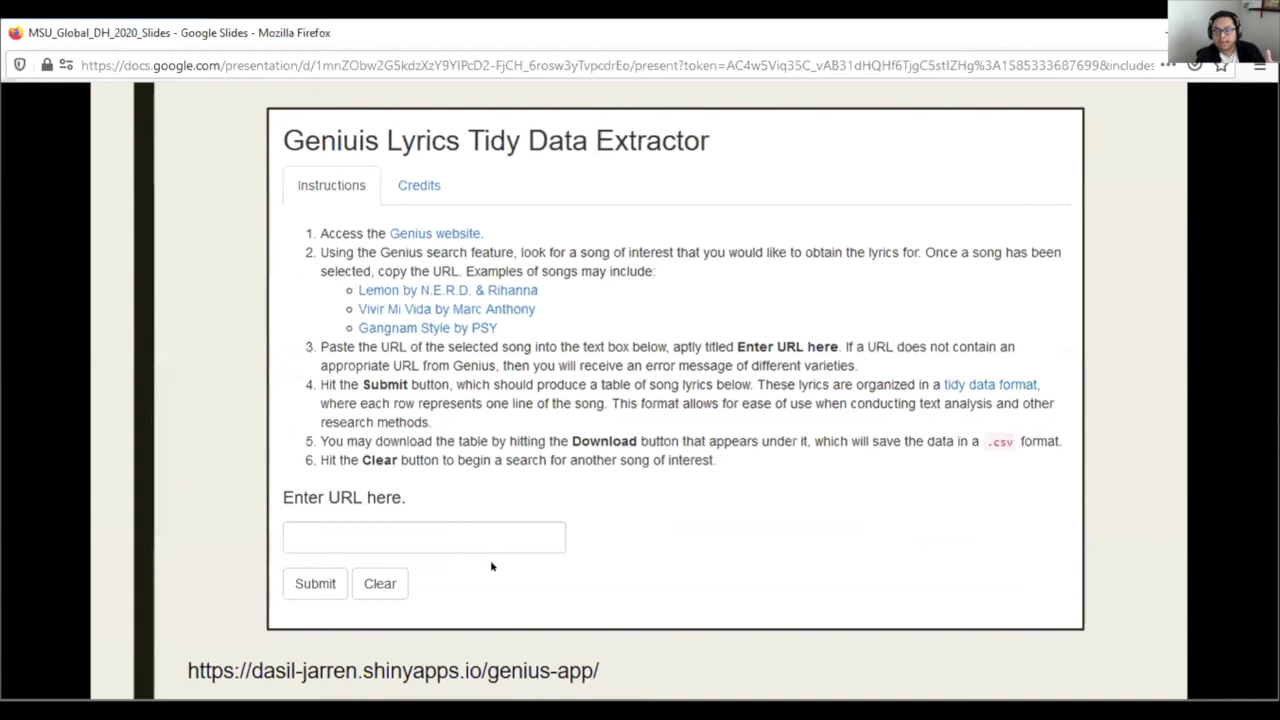 MSU_Global_DH_2020_Slides - Google Slides - Mozilla Firefox
https://docs.google.com/presentation/d/1mnZObw2G5kdzXzY9YIPcD2-FjCH_6rosw3yTvpcdrEo/present?token=AC4w5Viq35C_vAB31dHQHf6TjgC5stIZHg%3A1585333687699&includes
Geniuis Lyrics Tidy Data Extractor
Instructions Credits
1. Access the Genius website.
2. Using the Genius search feature, look for a song of interest that you would like to obtain the lyrics for. Once a song has been
selected, copy the URL. Examples of songs may include:
Lemon by N.E.R.D. & Rihanna
Vivir Mi Vida by Marc Anthony
Gangnam Style by PSY
3. Paste the URL of the selected song into the text box below, aptly titled Enter URL here. If a URL does not contain an
appropriate URL from Genius, then you will receive an error message of different varieties.
4. Hit the Submit button, which should produce a table of song lyrics below. These lyrics are organized in a tidy data format,
where each row represents one line of the song. This format allows for ease of use when conducting text analysis and other
research methods.
5. You may download the table by hitting the Download button that appears under it, which will save the data in a .csv format.
6. Hit the Clear button to begin a search for another song of interest.
Enter URL here.
Submit Clear
https://dasil-jarren.shinyapps.io/genius-app/